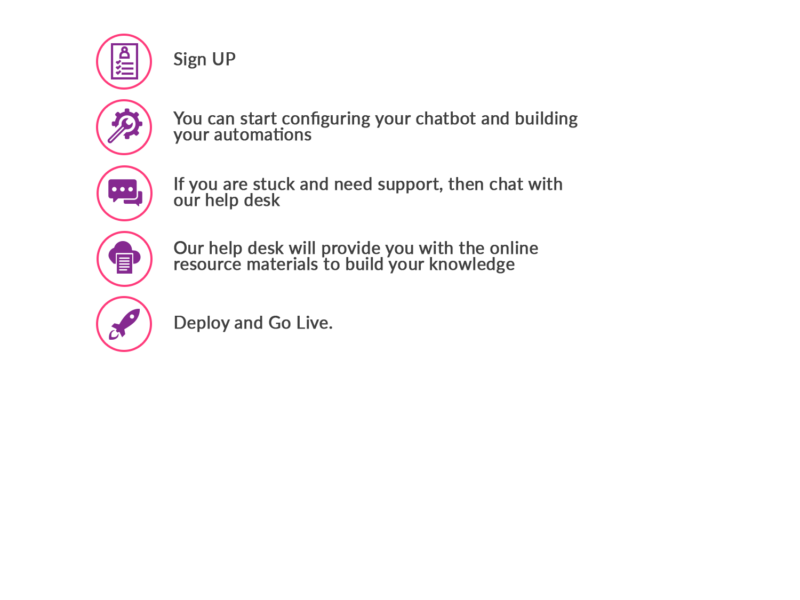 Sign UP
You can start configuring your chatbot and building
your automations
If you are stuck and need support, then chat with
our help desk
Our help desk will provide you with the online
resource materials to build your knowledge
Deploy and Go Live.